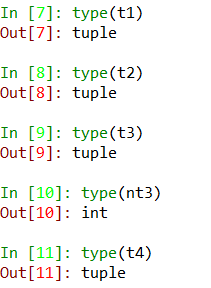 In [7]: type(t1)
Out[7]: tuple
In [8]: type(t2)
Out[8]: tuple
In [9]: type(t3)
Out[9]: tuple
In [10]: type(nt3)
Out[10]: int
In [11]: type(t4)
Out[11]: tuple